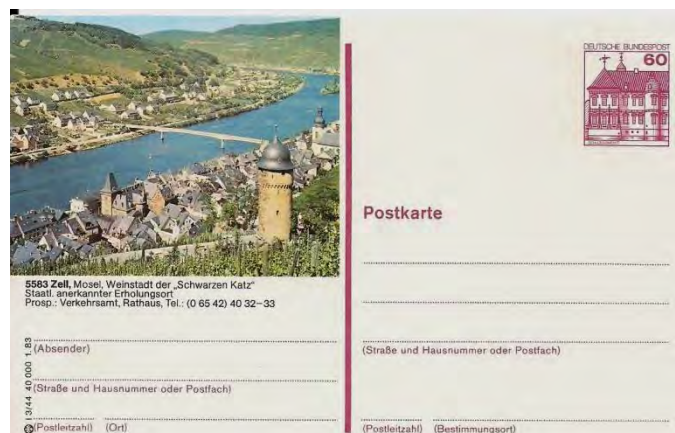 DEUTSCHE BUNDESPOST
60
Postkarte
5583 Zell, Mosel, Weinstadt der „Schwarzen Katz"
Staatl. anerkannter Erholungsort
Prosp.: Verkehrsamt, Rathaus, Tel.: (0 65 42) 40 32–33
(Absender)
(Straße und Hausnummer oder Postfach)
(Postleitzahl) (Ort)
(Straße und Hausnummer oder Postfach)
(Postleitzahl) (Bestimmungsort)
13/44 40 000 1.83